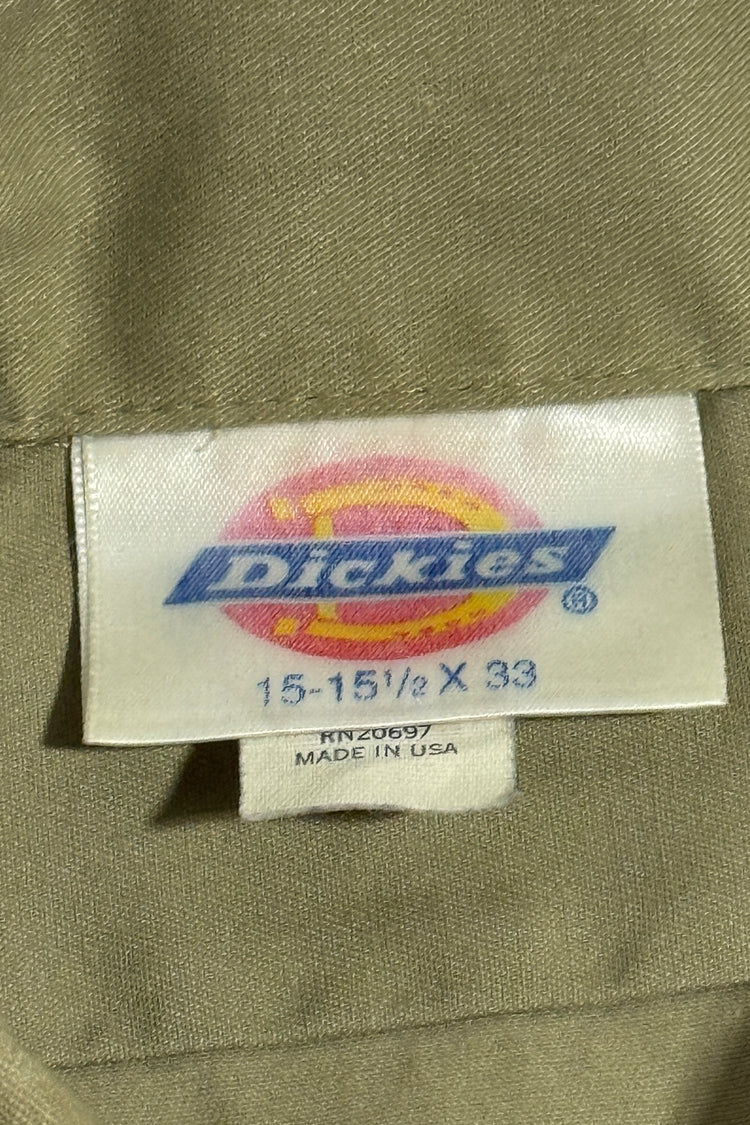 Dickies®
15-15½ X 33
RN20697
MADE IN USA